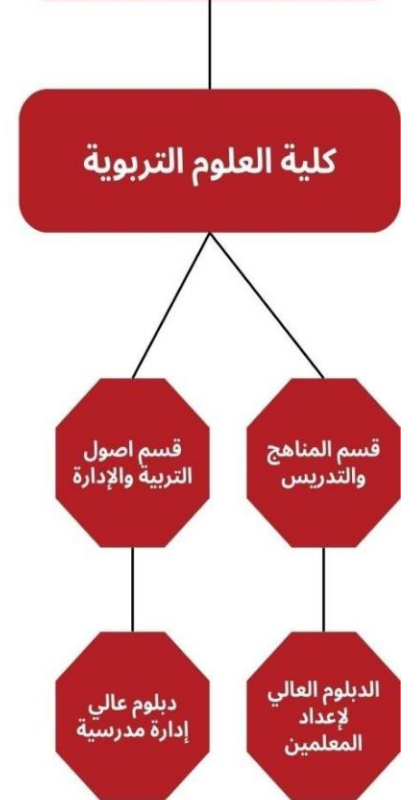 كلية العلوم التربوية
قسم المناهج
والتدريس
قسم اصول
التربية والإدارة
الدبلوم العالي
لإعداد
المعلمين
دبلوم عالي
إدارة مدرسية